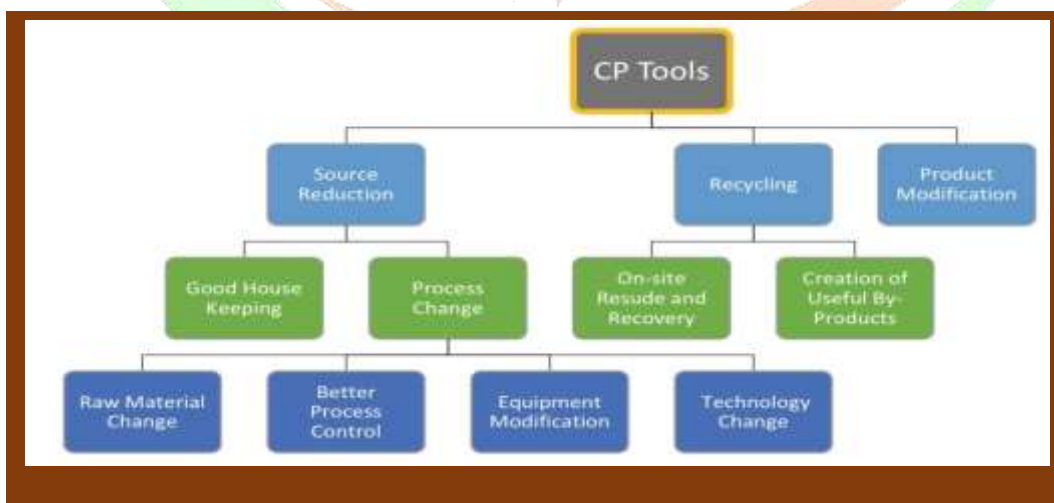 CP Tools
Source
Reduction
Recycling
Product
Modification
Good House
Keeping
Process
Change
On-site
Resude and
Recovery
Creation of
Useful By-
Products
Raw Material
Change
Better
Process
Control
Equipment
Modification
Technology
Change